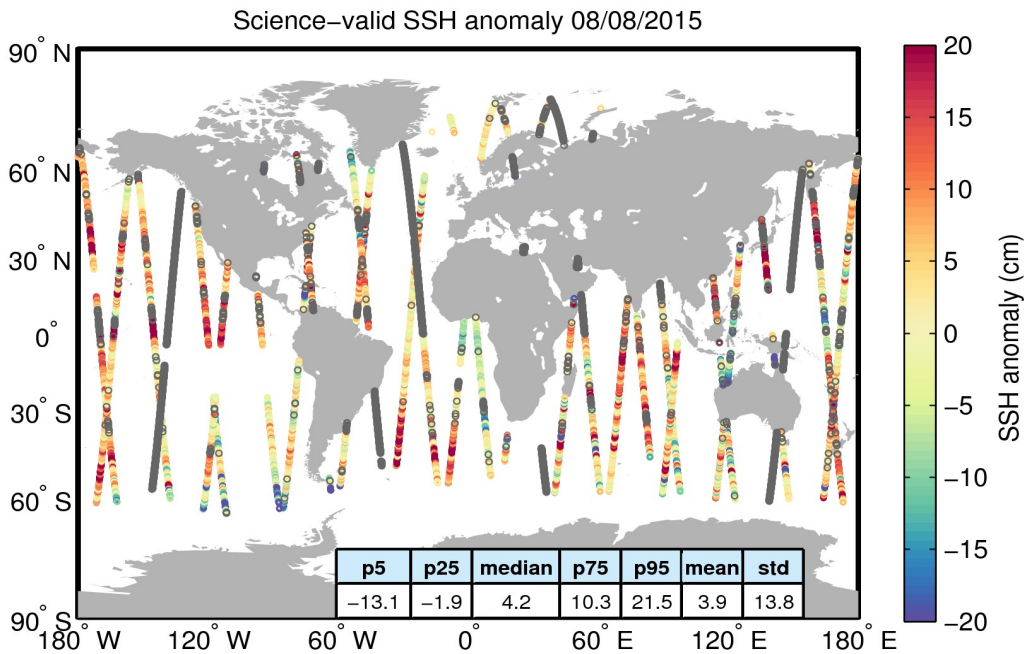 Science−valid SSH anomaly 08/08/2015
90° N
60° N
30° N
0°
30° S
60° S
90° S
180° W
120° W
60° W
0°
60° E
120° E
180° E
p5 p25 median p75 p95 mean std
−13.1 −1.9 4.2 10.3 21.5 3.9 13.8
20
15
10
5
0
−5
−10
−15
−20
SSH anomaly (cm)